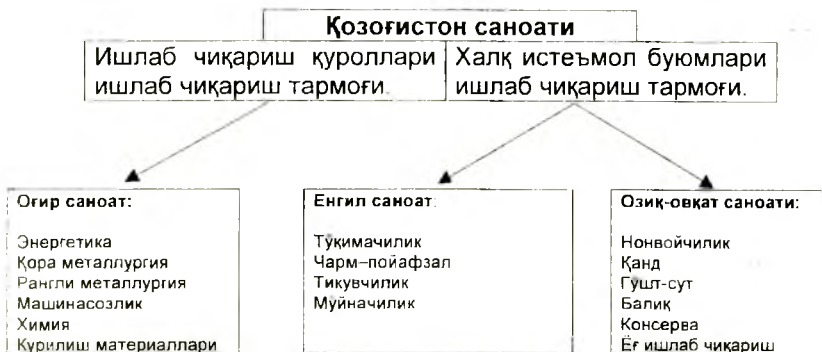 Қозоғистон саноати
Ишлаб чиқариш қуроллари
ишлаб чиқариш тармоғи.
Халқ истеъмол буюмлари
ишлаб чиқариш тармоғи.
Оғир саноат:
Энергетика
Қора металлургия
Рангли металлургия
Машинасозлик
Химия
Қурилиш материаллари
Енгил саноат:
Тўқимачилик
Чарм–пойафзал
Тикувчилик
Муйначилик
Озиқ-овқат саноати:
Нонвойчилик
Қанд
Гушт-сут
Балиқ
Консерва
Ёғ ишлаб чиқариш